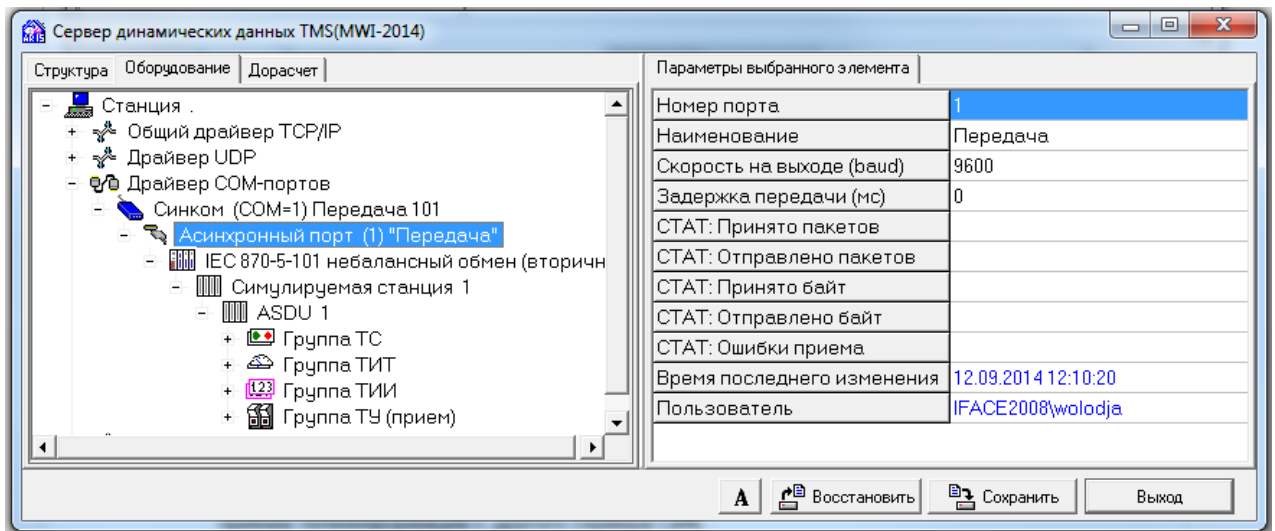 Сервер динамических данных TMS(MWI-2014)
Структура Оборудование Дорасчет
Станция .
Общий драйвер TCP/IP
Драйвер UDP
Драйвер COM-портов
Синком (COM=1) Передача 101
Асинхронный порт (1) "Передача"
IEC 870-5-101 небалансный обмен (вторичн
Симулируемая станция 1
ASDU 1
Группа ТС
Группа ТИТ
123 Группа ТИИ
Группа ТУ (прием)
Параметры выбранного элемента
Номер порта 1
Наименование Передача
Скорость на выходе (baud) 9600
Задержка передачи (мс) 0
СТАТ: Принято пакетов
СТАТ: Отправлено пакетов
СТАТ: Принято байт
СТАТ: Отправлено байт
СТАТ: Ошибки приема
Время последнего изменения 12.09.2014 12:10:20
Пользователь IFACE2008\wolodja
A Восстановить Сохранить Выход